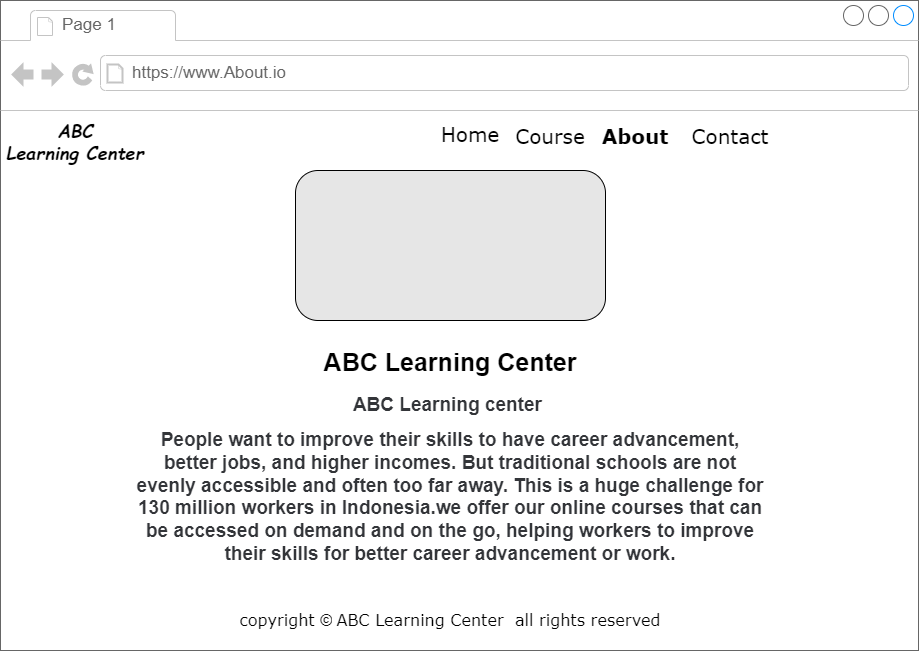 Page 1
https://www.About.io
ABC
Learning Center
Home Course About Contact
ABC Learning Center
ABC Learning center
People want to improve their skills to have career advancement,
better jobs, and higher incomes. But traditional schools are not
evenly accessible and often too far away. This is a huge challenge for
130 million workers in Indonesia.we offer our online courses that can
be accessed on demand and on the go, helping workers to improve
their skills for better career advancement or work.
copyright © ABC Learning Center  all rights reserved